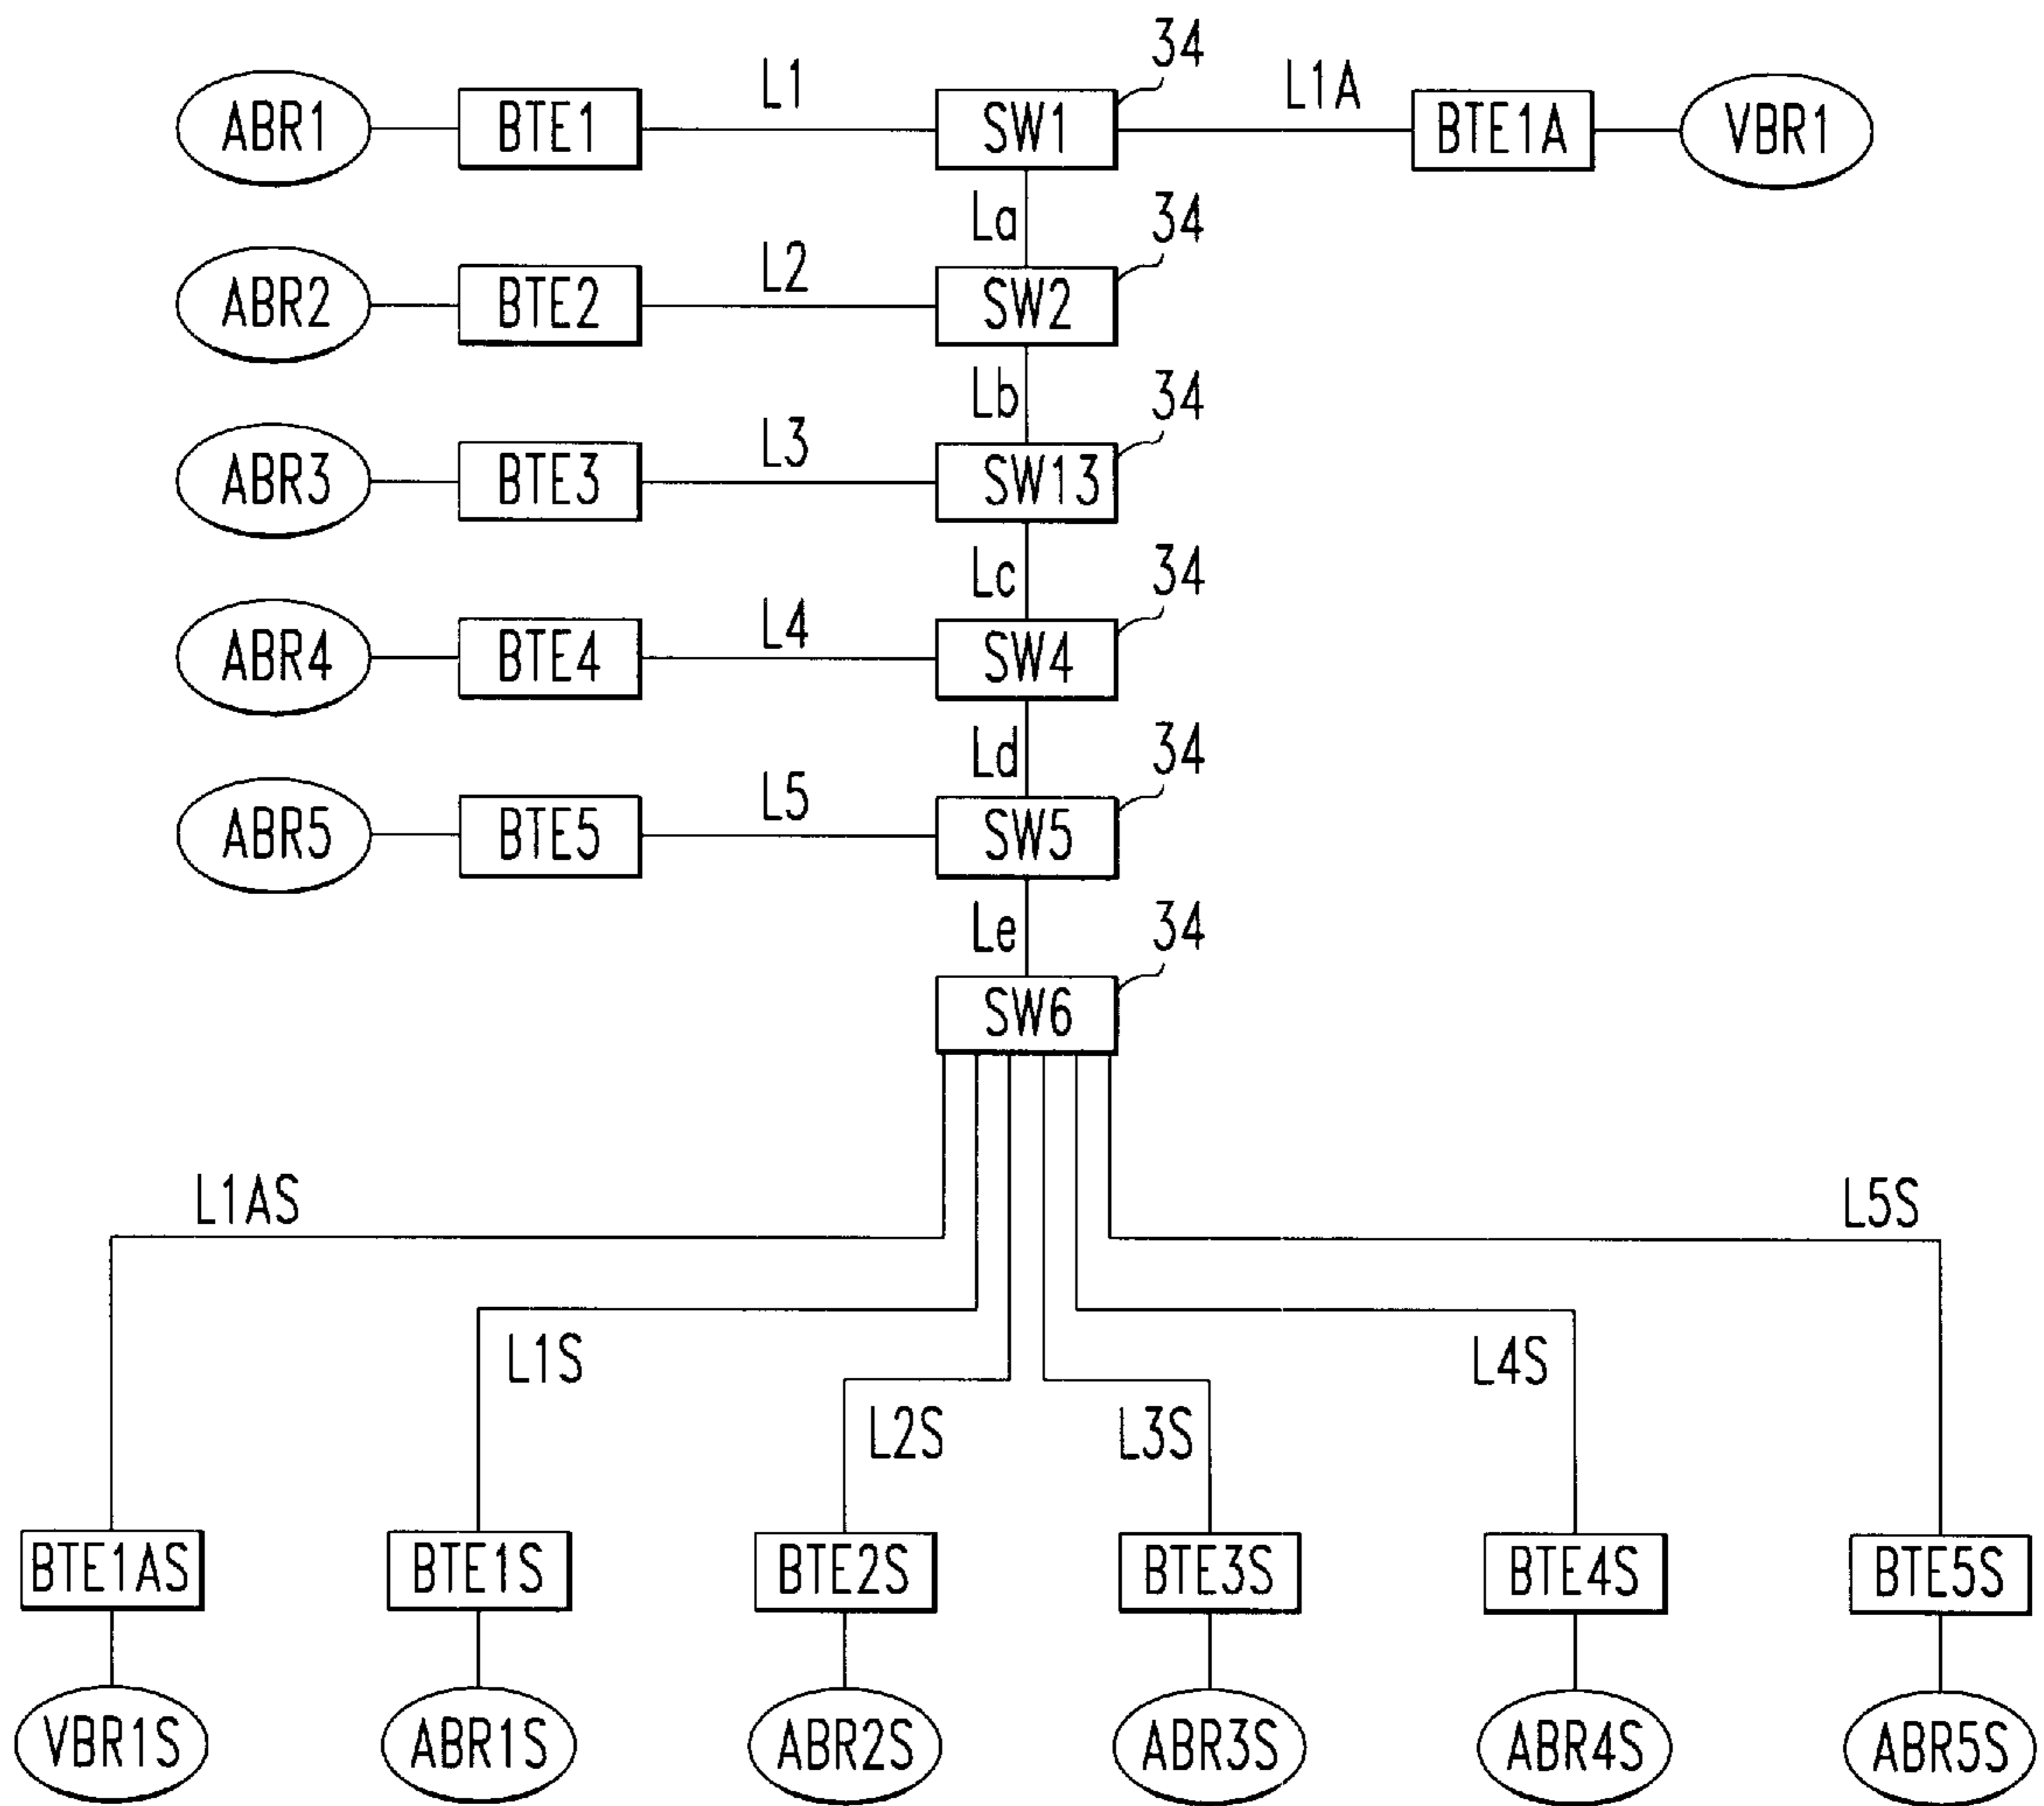 34
L1
L1A
ABR1 BTE1 SW1 BTE1A VBR1
La
34
L2
ABR2 BTE2 SW2
Lb
34
L3
ABR3 BTE3 SW13
Lc
34
L4
ABR4 BTE4 SW4
Ld
34
L5
ABR5 BTE5 SW5
Le
34
SW6
L1AS
L5S
L1S
L4S
L2S
L3S
BTE1AS BTE1S BTE2S BTE3S BTE4S BTE5S
VBR1S ABR1S ABR2S ABR3S ABR4S ABR5S